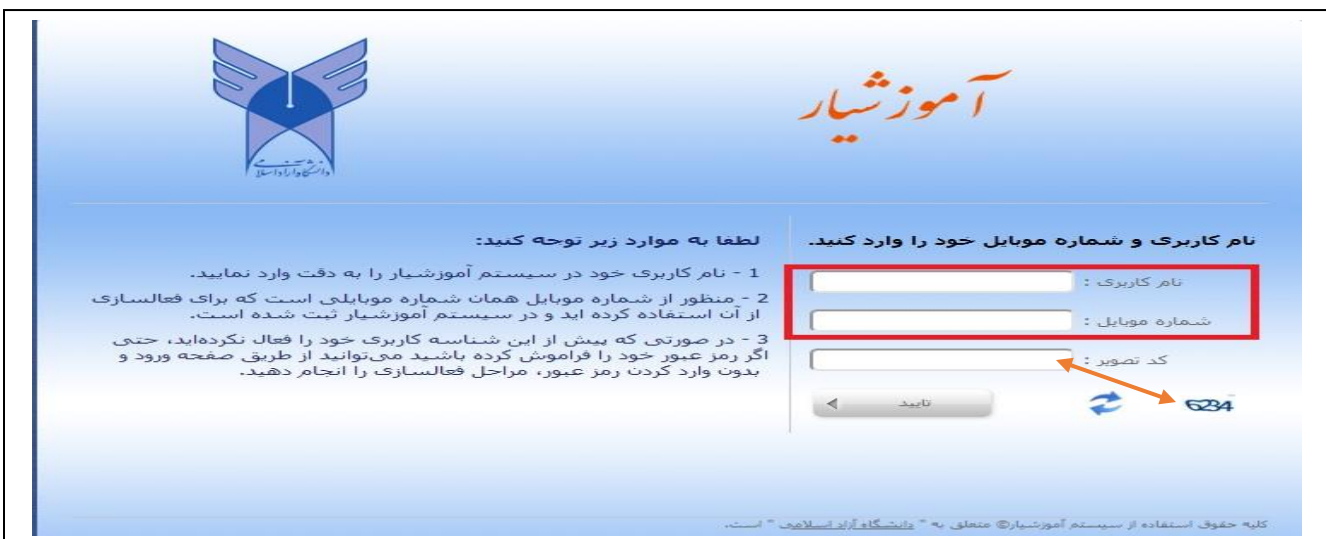 آموزشیار
دانشگاه آزاد اسلامی
نام کاربری و شماره موبایل خود را وارد کنید.
نام کاربری :
شماره موبایل :
کد تصویر :
6234
تایید
لطفا به موارد زیر توجه کنید:
1 - نام کاربری خود در سیستم آموزشیار را به دقت وارد نمایید.
2 - منظور از شماره موبایل همان شماره موبایلی است که برای فعالسازی
از آن استفاده کرده اید و در سیستم آموزشیار ثبت شده است.
3 - در صورتی که پیش از این شناسه کاربری خود را فعال نکرده‌اید، حتی
اگر رمز عبور خود را فراموش کرده باشید می‌توانید از طریق صفحه ورود و
بدون وارد کردن رمز عبور، مراحل فعالسازی را انجام دهید.
کلیه حقوق استفاده از سیستم آموزشیار© متعلق به " دانشگاه آزاد اسلامی " است.